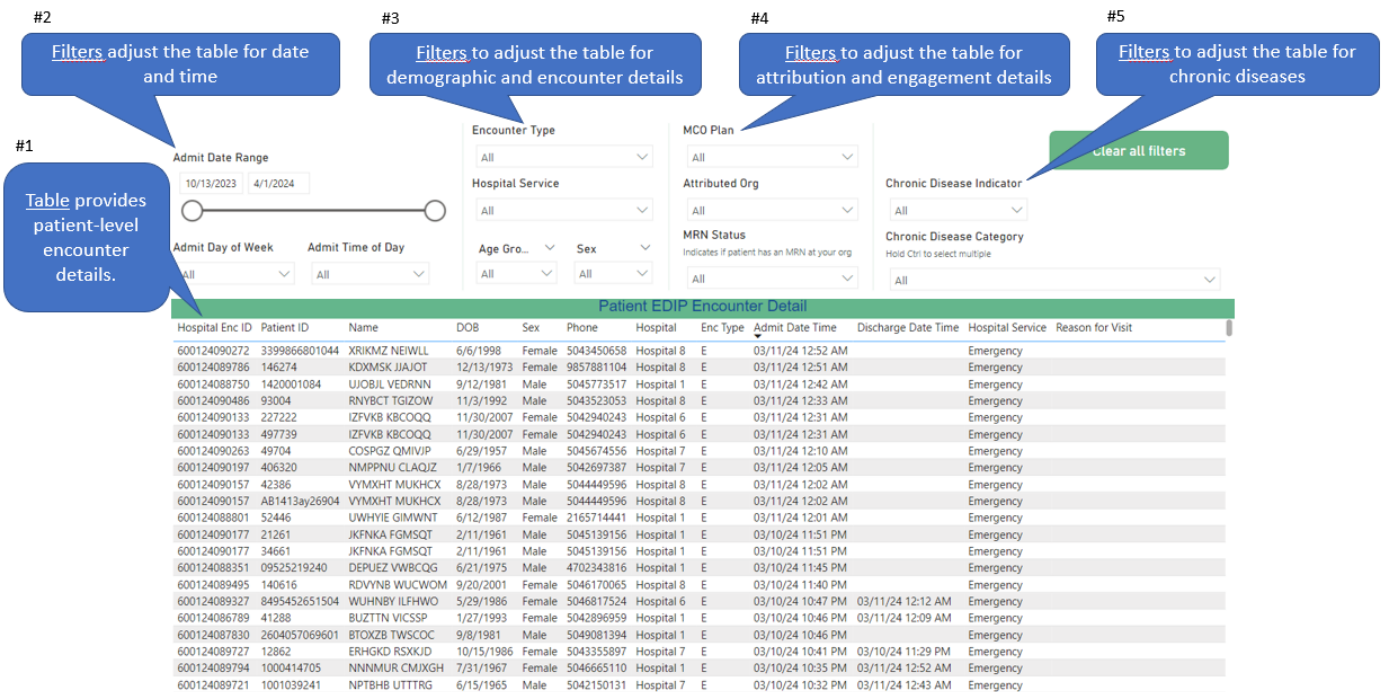 #2
#3
#4
#5
Filters adjust the table for date
and time
Filters to adjust the table for
demographic and encounter details
Filters to adjust the table for
attribution and engagement details
Filters to adjust the table for
chronic diseases
#1
Table provides
patient-level
encounter
details.
Admit Date Range
10/13/2023 4/1/2024
Admit Day of Week Admit Time of Day
All All
Encounter Type
All
Hospital Service
All
Age Gro... Sex
All All
MCO Plan
All
Attributed Org
All
MRN Status
Indicates if patient has an MRN at your org
All
Clear all filters
Chronic Disease Indicator
All
Chronic Disease Category
Hold Ctrl to select multiple
All
Patient EDIP Encounter Detail
Hospital Enc ID Patient ID Name DOB Sex Phone Hospital Enc Type Admit Date Time Discharge Date Time Hospital Service Reason for Visit
600124090272 3399866801044 XRIKMZ NEIWLL 6/6/1998 Female 5043450658 Hospital 8 E 03/11/24 12:52 AM Emergency
600124089786 146274 KDXMSK JJAJOT 12/13/1973 Female 9857881104 Hospital 8 E 03/11/24 12:51 AM Emergency
600124088750 1420001084 UJOBJL VEDRNN 9/12/1981 Male 5045773517 Hospital 1 E 03/11/24 12:42 AM Emergency
600124090486 93004 RNYBCT TGIZOW 11/3/1992 Male 5043523053 Hospital 8 E 03/11/24 12:33 AM Emergency
600124090133 227222 IZFVKB KBCOQQ 11/30/2007 Female 5042940243 Hospital 6 E 03/11/24 12:31 AM Emergency
600124090133 497739 IZFVKB KBCOQQ 11/30/2007 Female 5042940243 Hospital 6 E 03/11/24 12:31 AM Emergency
600124090263 49704 COSPGZ QMIVJP 6/29/1957 Male 5045674556 Hospital 7 E 03/11/24 12:10 AM Emergency
600124090197 406320 NMPPNU CLAQJZ 1/7/1966 Male 5042697387 Hospital 7 E 03/11/24 12:05 AM Emergency
600124090157 42386 VYMXHT MUKHCX 8/28/1973 Male 5044449596 Hospital 8 E 03/11/24 12:02 AM Emergency
600124090157 AB1413ay26904 VYMXHT MUKHCX 8/28/1973 Male 5044449596 Hospital 8 E 03/11/24 12:02 AM Emergency
600124088801 52446 UWHYIE GIMWNT 6/12/1987 Female 2165714441 Hospital 1 E 03/11/24 12:01 AM Emergency
600124090177 21261 JKFNKA FGMSQT 2/11/1961 Male 5045139156 Hospital 1 E 03/10/24 11:51 PM Emergency
600124090177 34661 JKFNKA FGMSQT 2/11/1961 Male 5045139156 Hospital 1 E 03/10/24 11:51 PM Emergency
600124088351 09525219240 DEPUEZ VWBCQG 6/21/1975 Male 4702343816 Hospital 1 E 03/10/24 11:45 PM Emergency
600124089495 140616 RDVYNB WUCWOM 9/20/2001 Female 5046170065 Hospital 8 E 03/10/24 11:40 PM Emergency
600124089327 8495452651504 WUHNBY ILFHWO 5/29/1986 Female 5046817524 Hospital 6 E 03/10/24 10:47 PM 03/11/24 12:12 AM Emergency
600124086789 41288 BUZTTN VICSSP 1/27/1993 Female 5042896959 Hospital 1 E 03/10/24 10:46 PM 03/11/24 12:09 AM Emergency
600124087830 2604057069601 BTOXZB TWSCOC 9/8/1981 Male 5049081394 Hospital 1 E 03/10/24 10:46 PM Emergency
600124089727 12862 ERHGKD RSXKJD 10/15/1986 Female 5043355897 Hospital 7 E 03/10/24 10:41 PM 03/10/24 11:29 PM Emergency
600124089794 1000414705 NNNMUR CMJXGH 7/31/1967 Female 5046665110 Hospital 1 E 03/10/24 10:35 PM 03/11/24 12:52 AM Emergency
600124089721 1001039241 NPTBHB UTTTRG 6/15/1965 Male 5042150131 Hospital 7 E 03/10/24 10:32 PM 03/11/24 12:43 AM Emergency